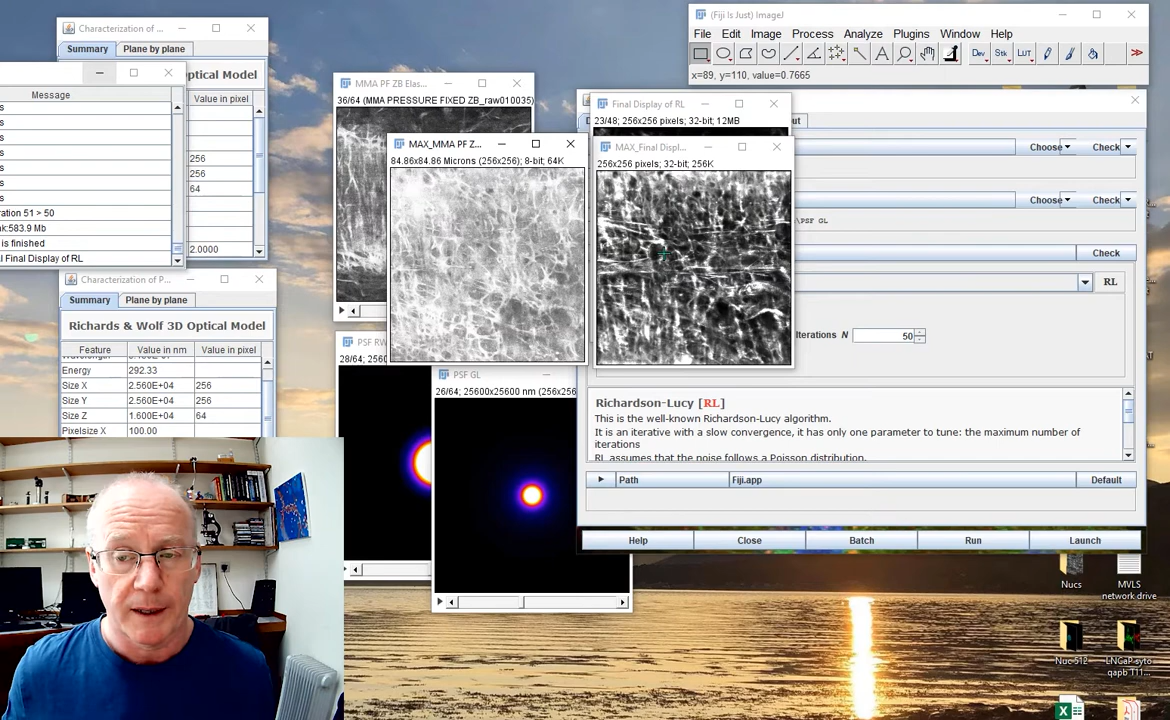 Characterization of ...
Summary
Plane by plane
ptical Model
Value in pixel
256
256
64
2.0000
Message
s
s
s
s
s
s
ration 51 > 50
k:583.9 Mb
is finished
l Final Display of RL
Characterization of P...
Summary
Plane by plane
Richards & Wolf 3D Optical Model
Feature
Value in nm
Value in pixel
Energy
292.33
Size X
2.560E+04
256
Size Y
2.560E+04
256
Size Z
1.600E+04
64
Pixelsize X
100.00
MMA PF ZB Elas...
36/64 (MMA PRESSURE FIXED ZB_raw010035)
MAX_MMA PF Z...
84.86x84.86 Microns (256x256); 8-bit; 64K
PSF RW
28/64; 2560
PSF GL
26/64; 25600x25600 nm (256x256
Final Display of RL
23/48; 256x256 pixels; 32-bit; 12MB
MAX_Final Displ...
256x256 pixels; 32-bit; 256K
(Fiji Is Just) ImageJ
File Edit Image Process Analyze Plugins Window Help
Dev Stk LUT
>>
x=89, y=110, value=0.7665
ut
Choose
Check
Choose
Check
\PSF GL
Check
RL
Iterations N
50
Richardson-Lucy [RL]
This is the well-known Richardson-Lucy algorithm.
It is an iterative with a slow convergence, it has only one parameter to tune: the maximum number of
iterations
RL assumes that the noise follows a Poisson distribution.
Path
Fiji.app
Default
Help
Close
Batch
Run
Launch
Nucs
MVLS
network drive
Nuc-512
LNCaP-syto
qapb T11...